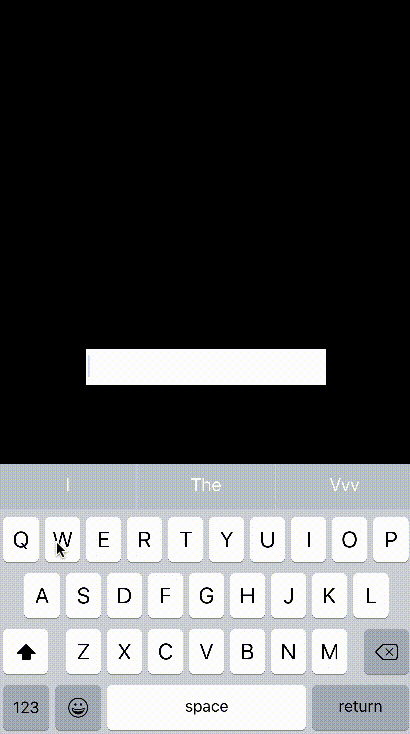 I The Vvv
Q W E R T Y U I O P
A S D F G H J K L
Z X C V B N M
123 space return